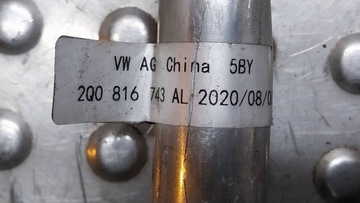 VW AG China 5BY
2Q0 816 743 AL 2020/08/0